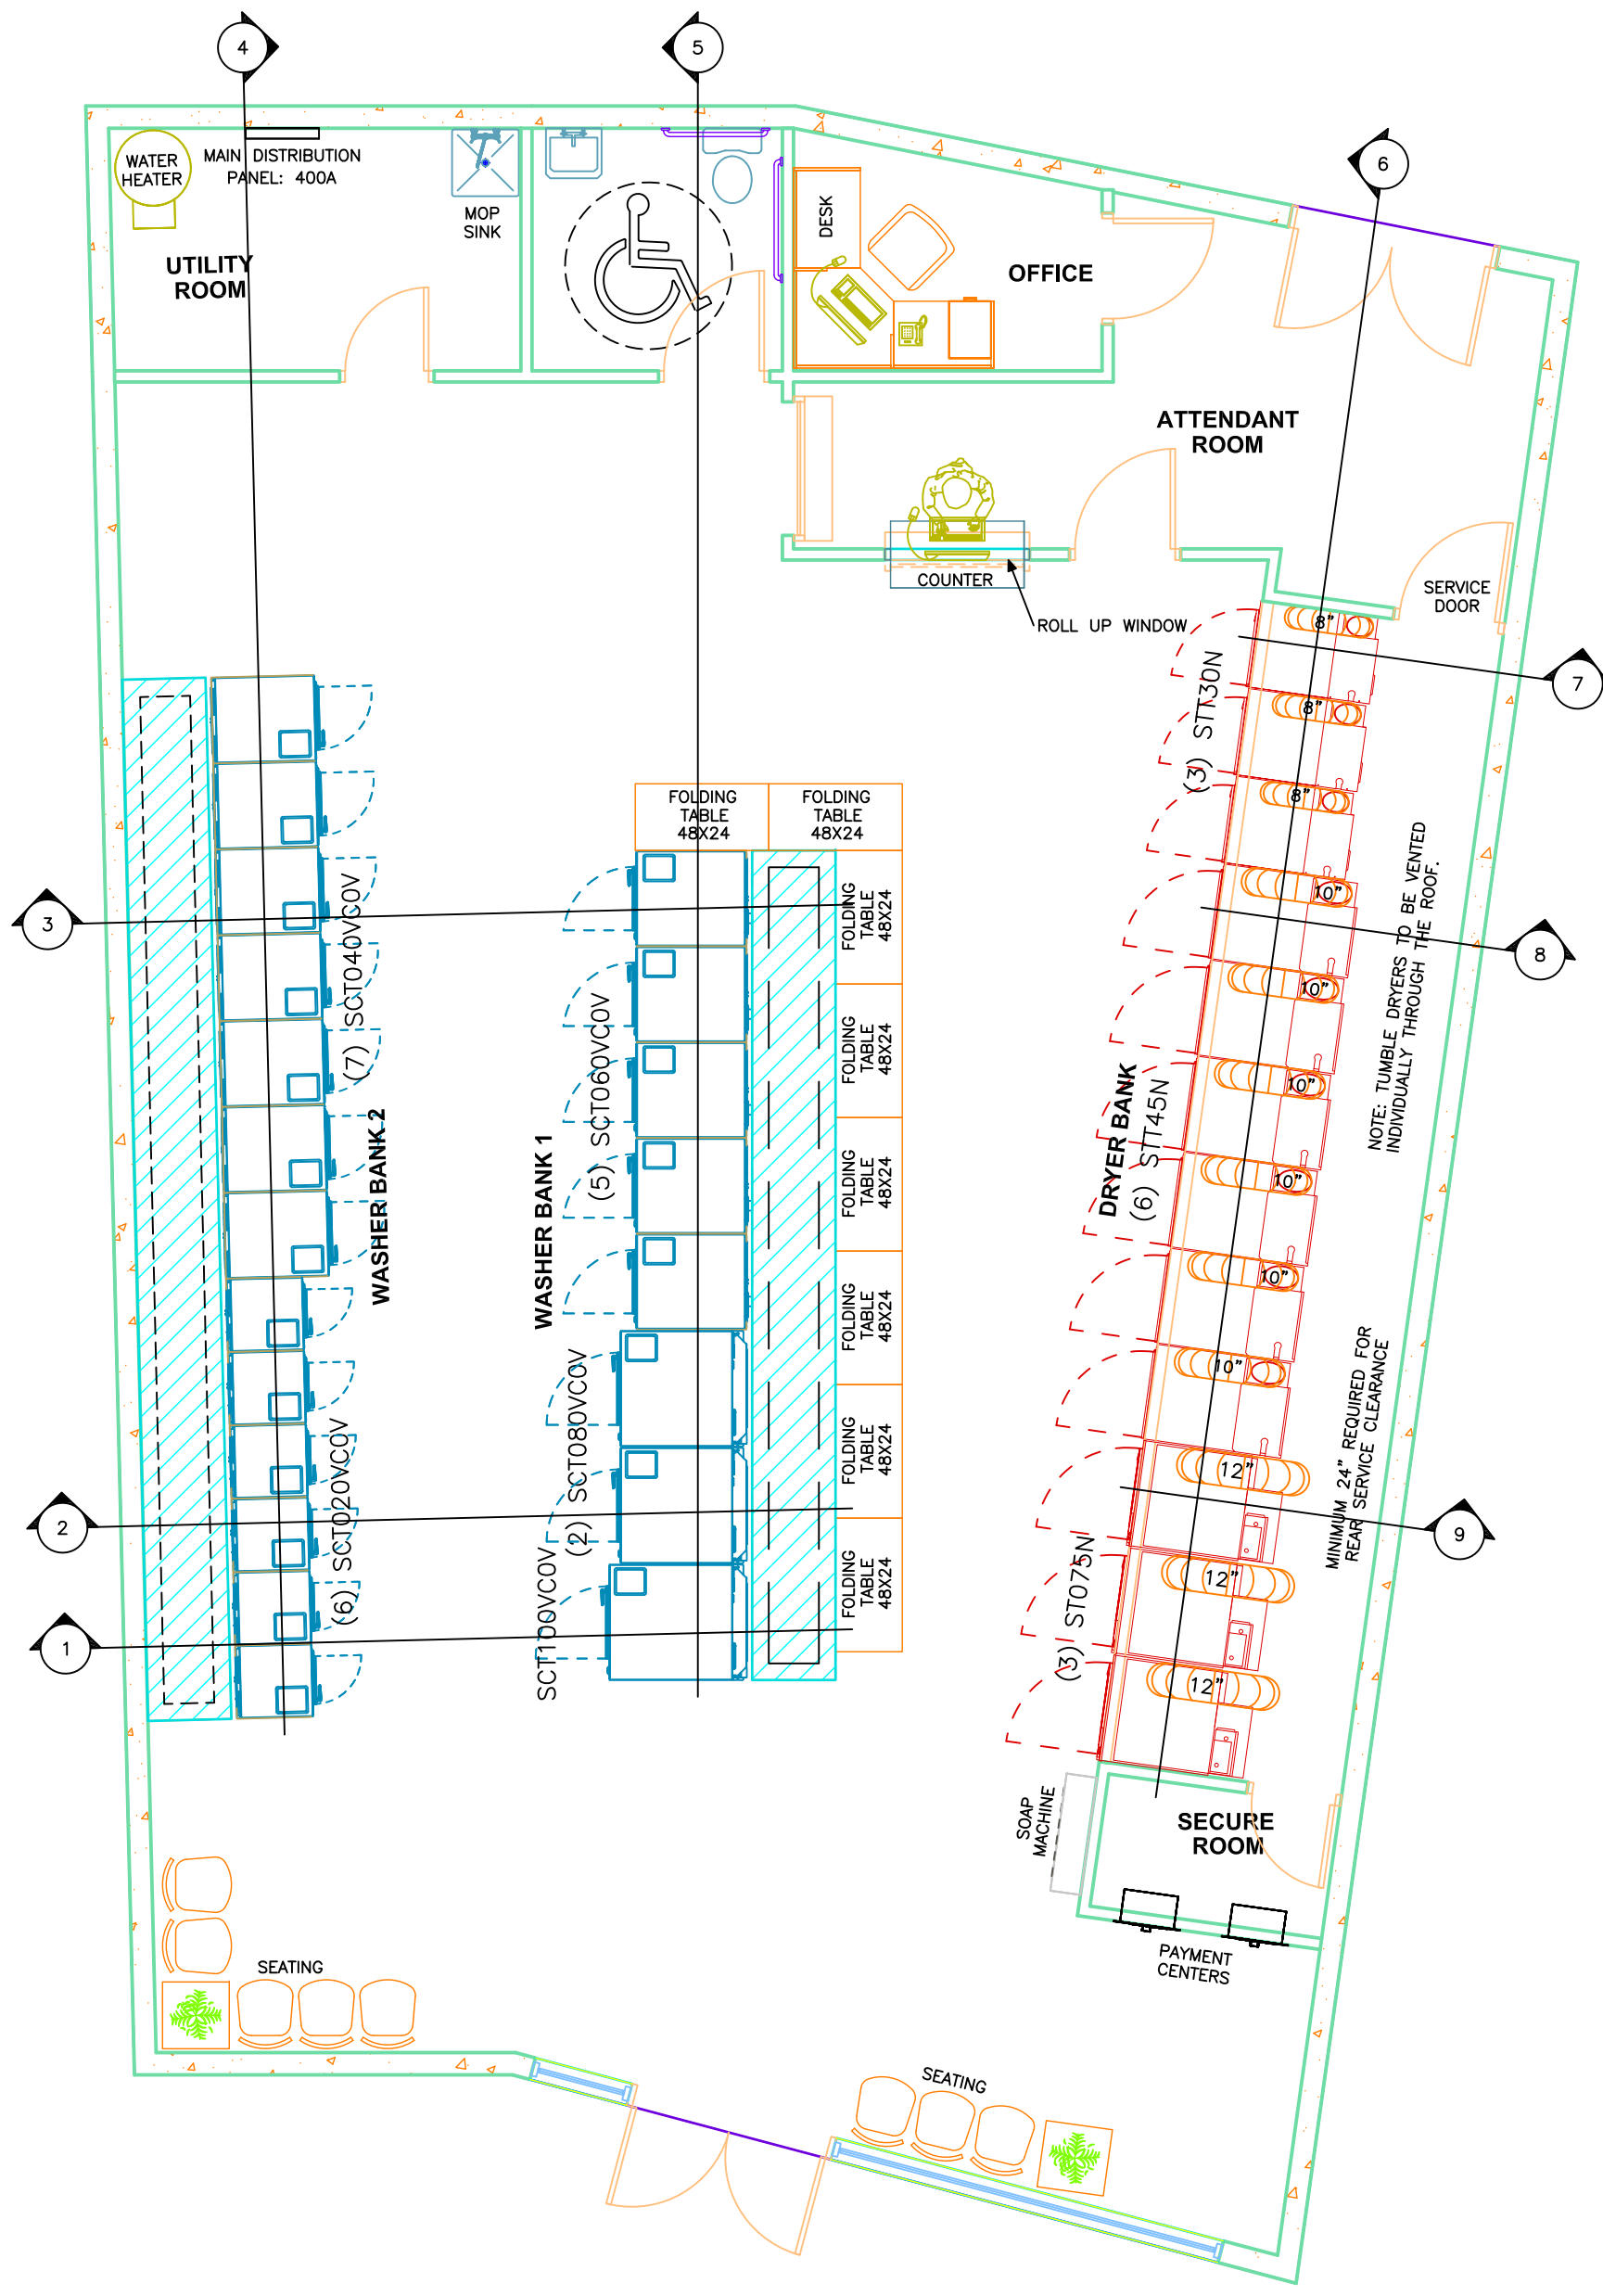 4
5
6
WATER
HEATER
MAIN DISTRIBUTION
PANEL: 400A
MOP
SINK
UTILITY
ROOM
DESK
OFFICE
ATTENDANT
ROOM
COUNTER
ROLL UP WINDOW
SERVICE
DOOR
7
8"
8"
8"
(3) STT30N
FOLDING
TABLE
48X24
FOLDING
TABLE
48X24
3
(7) SCT040VC0V
WASHER BANK 2
(5) SCT060VC0V
WASHER BANK 1
FOLDING
TABLE
48X24
FOLDING
TABLE
48X24
FOLDING
TABLE
48X24
FOLDING
TABLE
48X24
FOLDING
TABLE
48X24
FOLDING
TABLE
48X24
10"
10"
10"
10"
10"
10"
8
NOTE: TUMBLE DRYERS TO BE VENTED
INDIVIDUALLY THROUGH THE ROOF.
DRYER BANK
(6) STT45N
MINIMUM 24" REQUIRED FOR
REAR SERVICE CLEARANCE
12"
12"
12"
9
(3) ST075N
2
(6) SCT020VC0V
(2) SCT080VC0V
SCT100VC0V
1
SOAP
MACHINE
SECURE
ROOM
PAYMENT
CENTERS
SEATING
SEATING